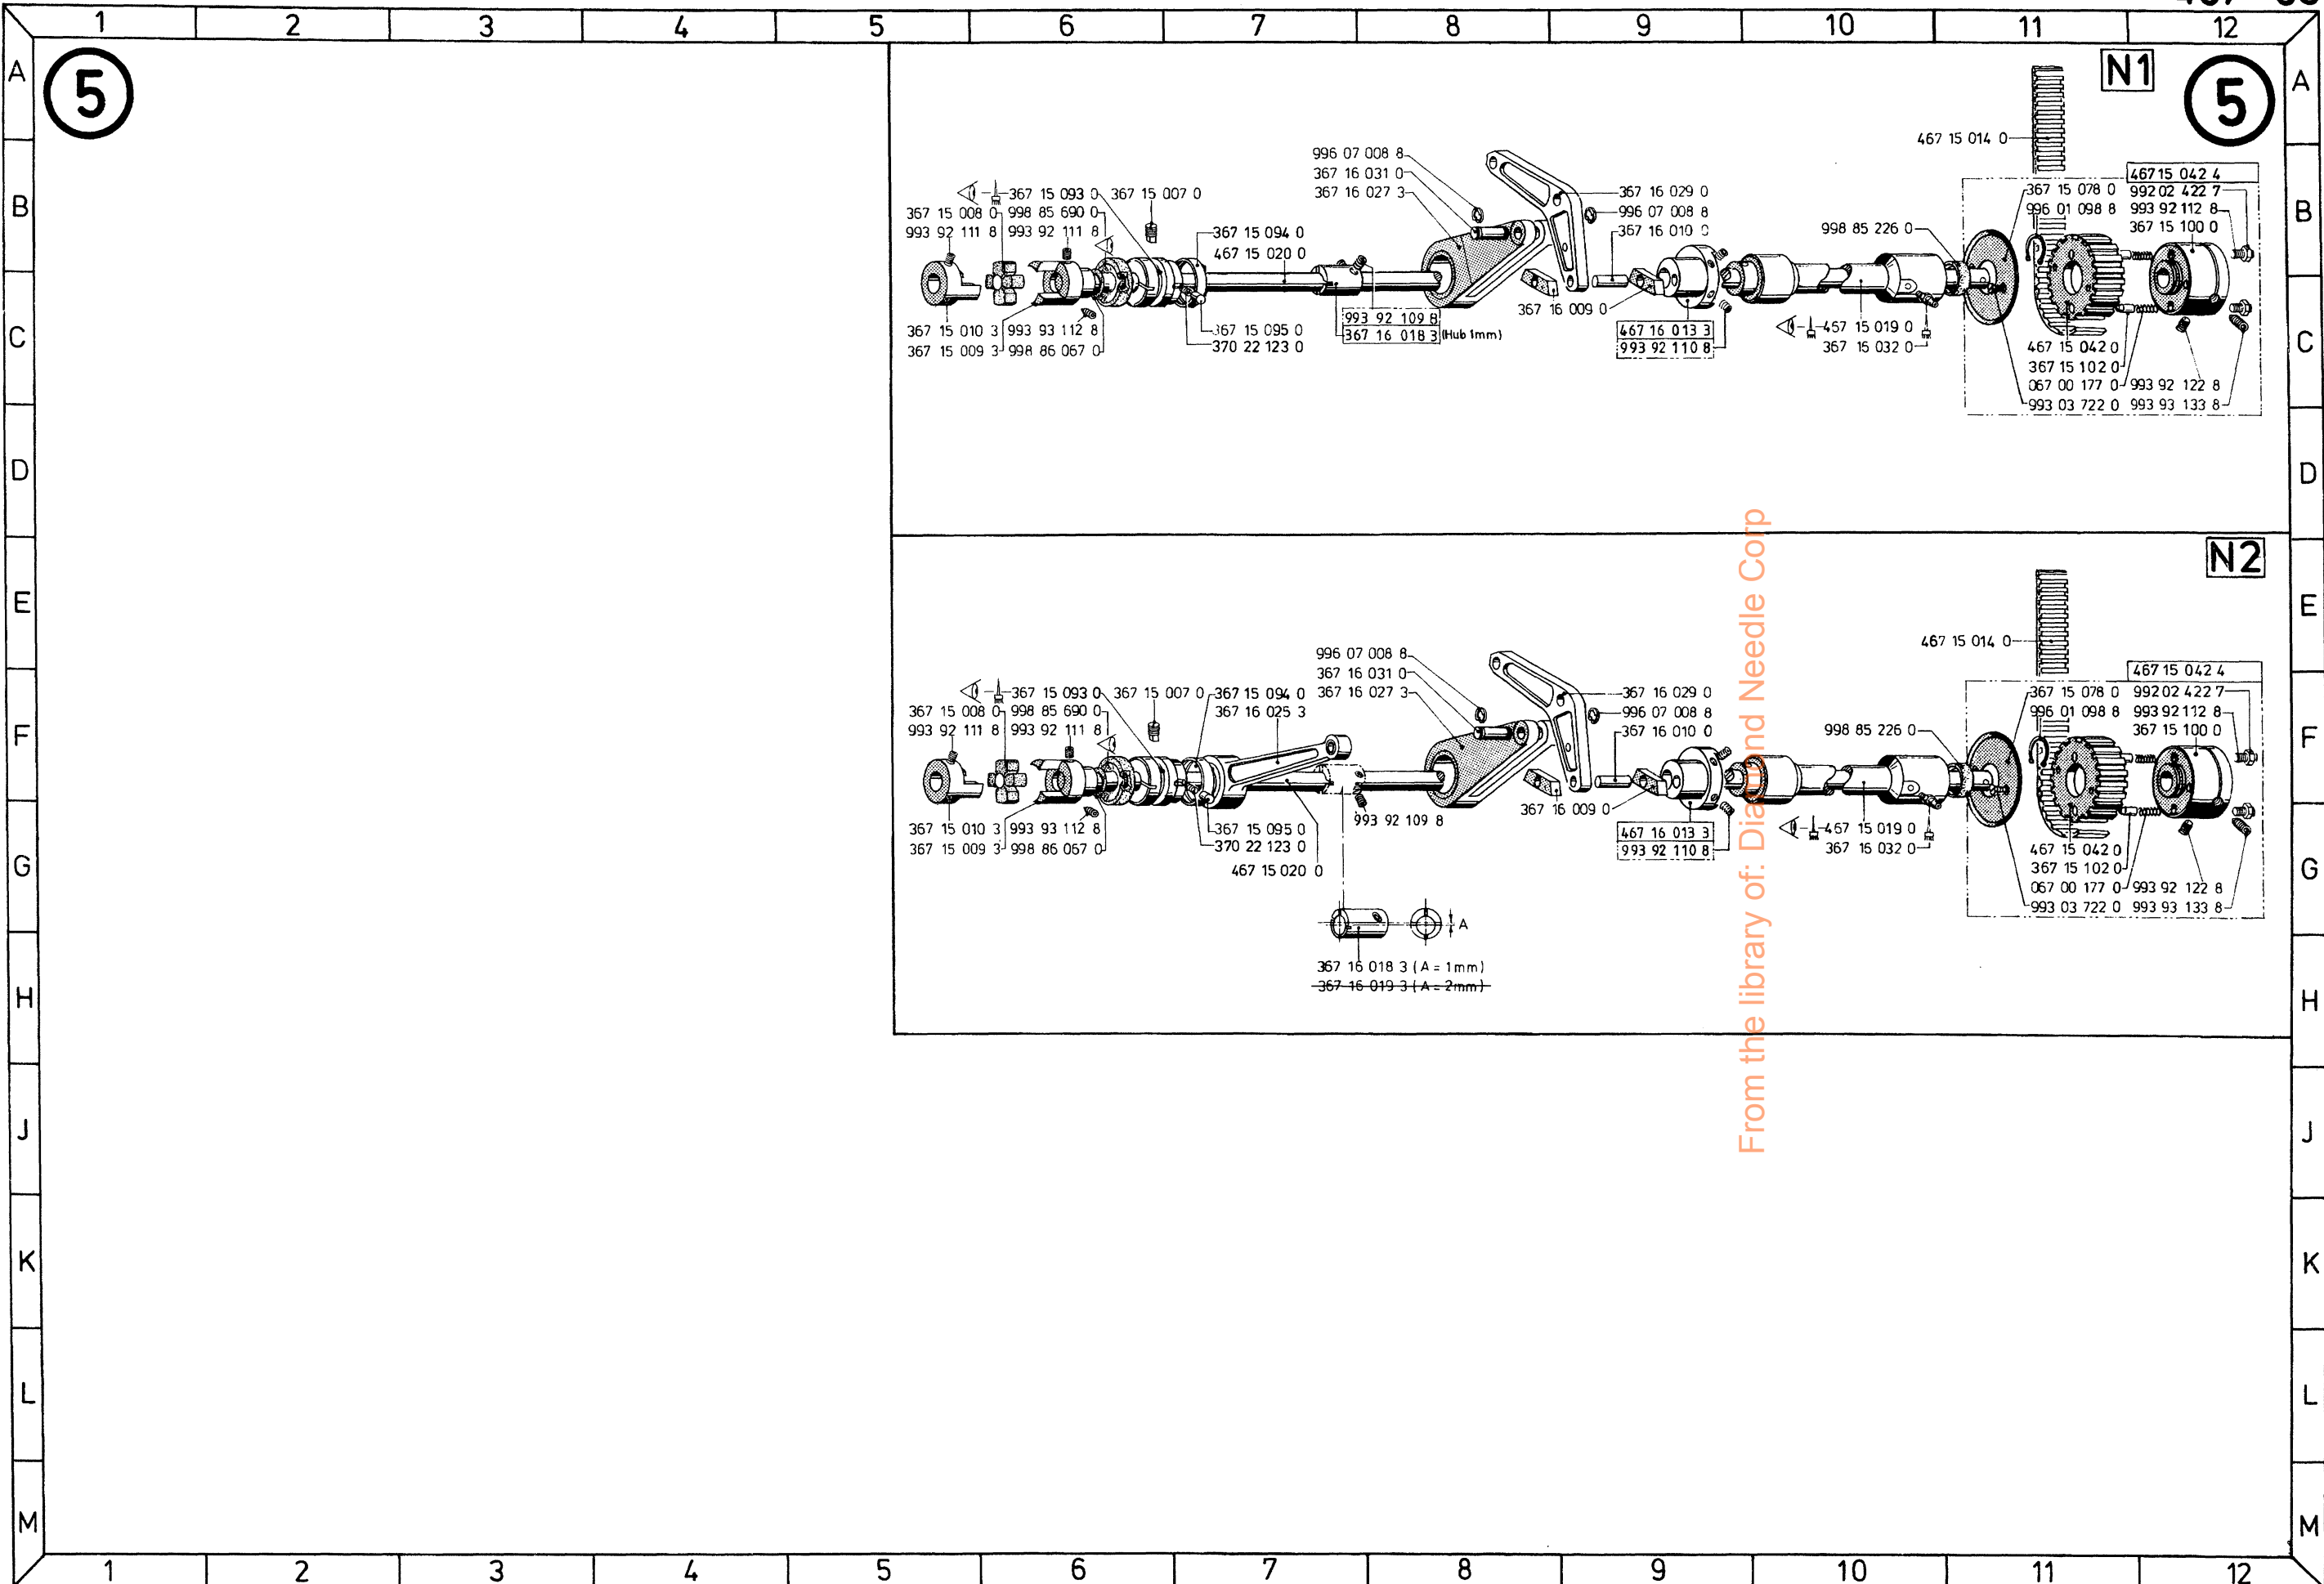 1 2 3 4 5 6 7 8 9 10 11 12
A
B
C
D
E
F
G
H
J
K
L
M
5
N1
5
467 15 014 0
996 07 008 8
367 16 031 0
367 16 027 3
367 15 093 0
367 15 007 0
367 15 008 0
998 85 690 0
993 92 111 8
993 92 111 8
367 15 094 0
467 15 020 0
367 16 029 0
996 07 008 8
367 16 010 0
998 85 226 0
467 15 042 4
367 15 078 0
992 02 422 7
996 01 098 8
993 92 112 8
367 15 100 0
367 15 010 3
993 93 112 8
367 15 009 3
998 86 067 0
367 15 095 0
370 22 123 0
993 92 109 8
367 16 018 3 (Hub 1mm)
367 16 009 0
467 16 013 3
993 92 110 8
467 15 019 0
367 15 032 0
467 15 042 0
367 15 102 0
067 00 177 0
993 92 122 8
993 03 722 0
993 93 133 8
N2
467 15 014 0
996 07 008 8
367 16 031 0
367 16 027 3
367 15 093 0
367 15 007 0
367 15 094 0
367 16 025 3
367 15 008 0
998 85 690 0
993 92 111 8
993 92 111 8
367 16 029 0
996 07 008 8
367 16 010 0
998 85 226 0
467 15 042 4
367 15 078 0
992 02 422 7
996 01 098 8
993 92 112 8
367 15 100 0
367 15 010 3
993 93 112 8
367 15 009 3
998 86 067 0
367 15 095 0
370 22 123 0
467 15 020 0
993 92 109 8
367 16 009 0
467 16 013 3
993 92 110 8
467 15 019 0
367 15 032 0
467 15 042 0
367 15 102 0
067 00 177 0
993 92 122 8
993 03 722 0
993 93 133 8
A
367 16 018 3 (A = 1mm)
367 16 019 3 (A = 2mm)
From the library of: Diamond Needle Corp
A
B
C
D
E
F
G
H
J
K
L
M
1 2 3 4 5 6 7 8 9 10 11 12